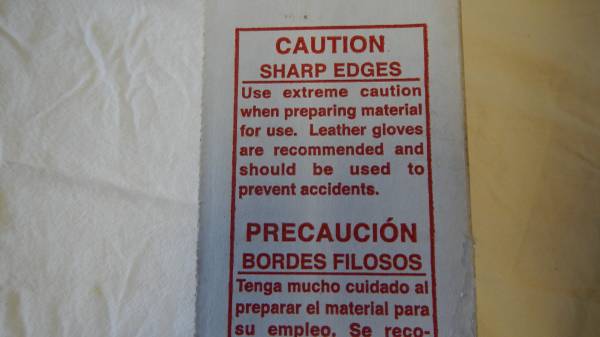 CAUTION
SHARP EDGES
Use extreme caution
when preparing material
for use. Leather gloves
are recommended and
should be used to
prevent accidents.
PRECAUCIÓN
BORDES FILOSOS
Tenga mucho cuidado al
preparar el material para
su empleo. Se reco-